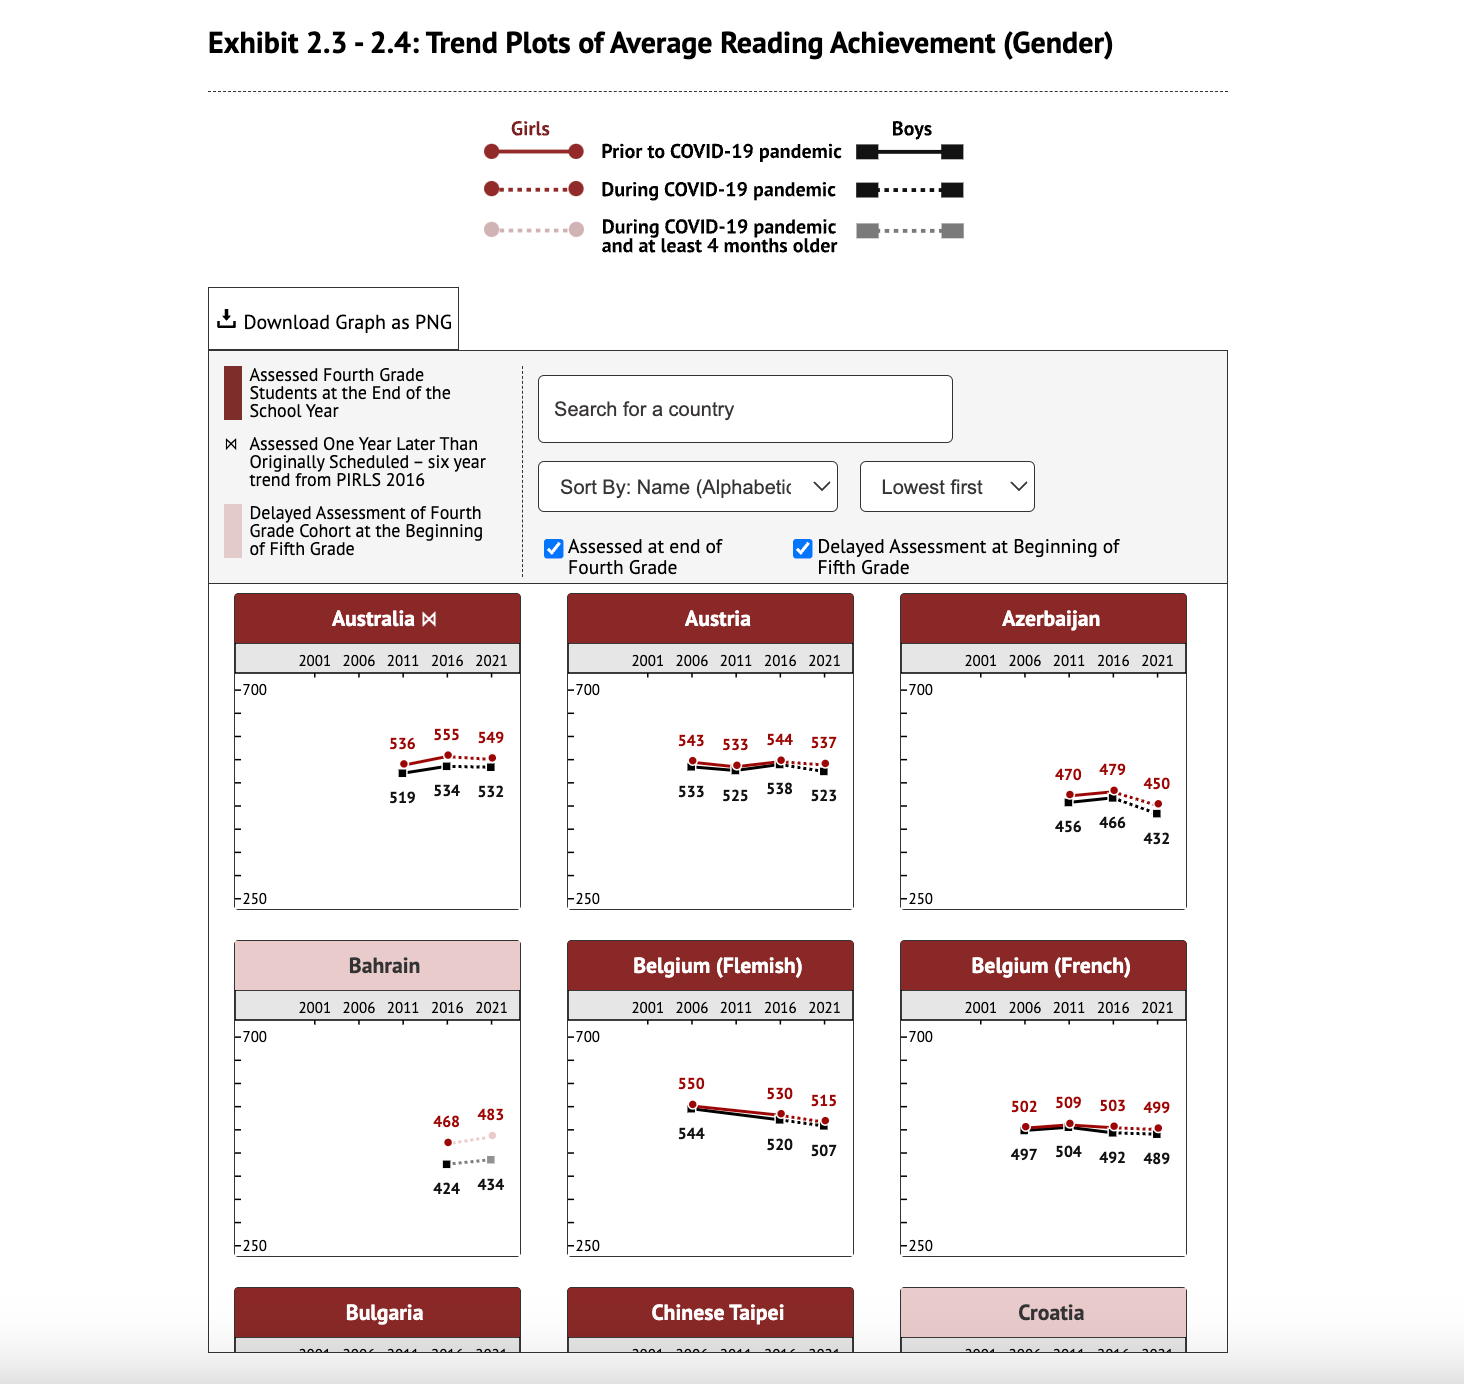 Exhibit 2.3 - 2.4: Trend Plots of Average Reading Achievement (Gender)
Girls
Boys
Prior to COVID-19 pandemic
During COVID-19 pandemic
During COVID-19 pandemic
and at least 4 months older
Download Graph as PNG
Assessed Fourth Grade
Students at the End of the
School Year
⋈ Assessed One Year Later Than
Originally Scheduled – six year
trend from PIRLS 2016
Delayed Assessment of Fourth
Grade Cohort at the Beginning
of Fifth Grade
Search for a country
Sort By: Name (Alphabetic
Lowest first
Assessed at end of
Fourth Grade
Delayed Assessment at Beginning of
Fifth Grade
Australia ⋈
2001 2006 2011 2016 2021
700
536 555 549
519 534 532
250
Austria
2001 2006 2011 2016 2021
700
543 533 544 537
533 525 538 523
250
Azerbaijan
2001 2006 2011 2016 2021
700
470 479 450
456 466 432
250
Bahrain
2001 2006 2011 2016 2021
700
468 483
424 434
250
Belgium (Flemish)
2001 2006 2011 2016 2021
700
550 530 515
544 520 507
250
Belgium (French)
2001 2006 2011 2016 2021
700
502 509 503 499
497 504 492 489
250
Bulgaria
Chinese Taipei
Croatia